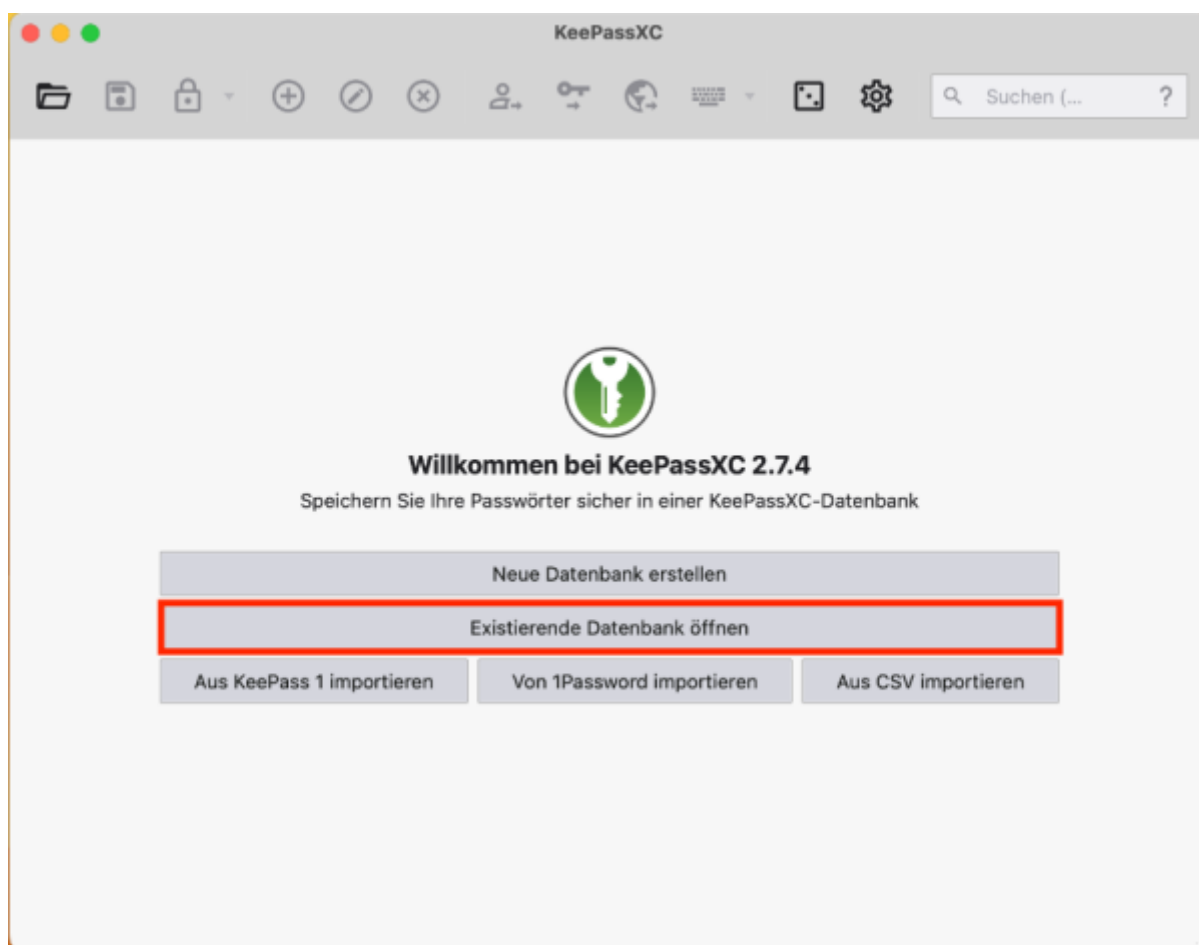 KeePassXC
Suchen (... ?
Willkommen bei KeePassXC 2.7.4
Speichern Sie Ihre Passwörter sicher in einer KeePassXC-Datenbank
Neue Datenbank erstellen
Existierende Datenbank öffnen
Aus KeePass 1 importieren Von 1Password importieren Aus CSV importieren